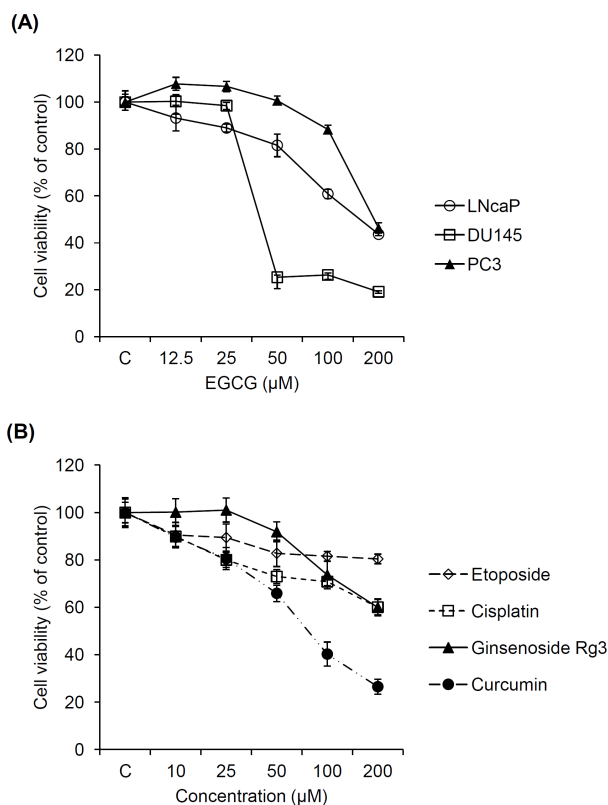 (A)
120
100
80
60
40
20
0
Cell viability (% of control)
C 12.5 25 50 100 200
EGCG (µM)
LNcaP
DU145
PC3
(B)
120
100
80
60
40
20
0
Cell viability (% of control)
C 10 25 50 100 200
Concentration (µM)
Etoposide
Cisplatin
Ginsenoside Rg3
Curcumin